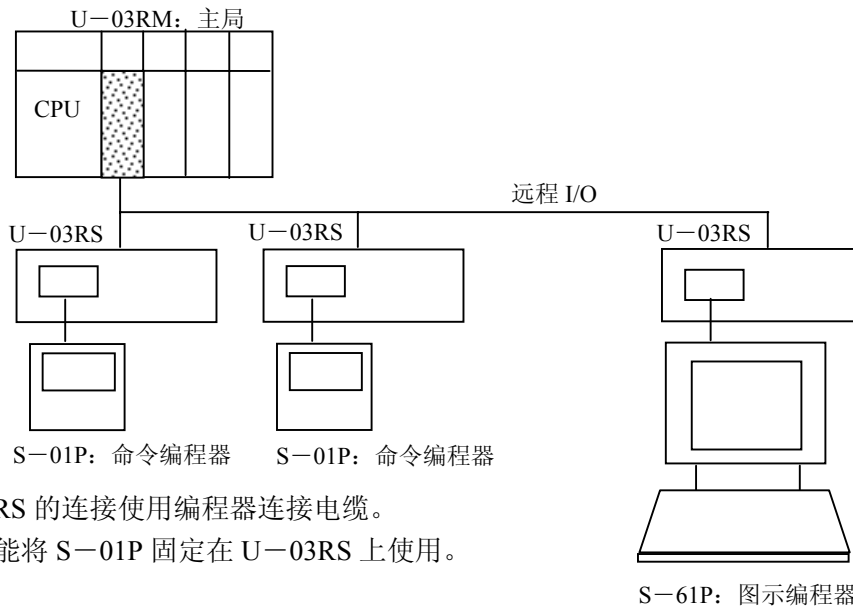 U－03RM：主局
CPU
远程 I/O
U－03RS
U－03RS
U－03RS
S－01P：命令编程器
S－01P：命令编程器
RS 的连接使用编程器连接电缆。
能将 S－01P 固定在 U－03RS 上使用。
S－61P：图示编程器